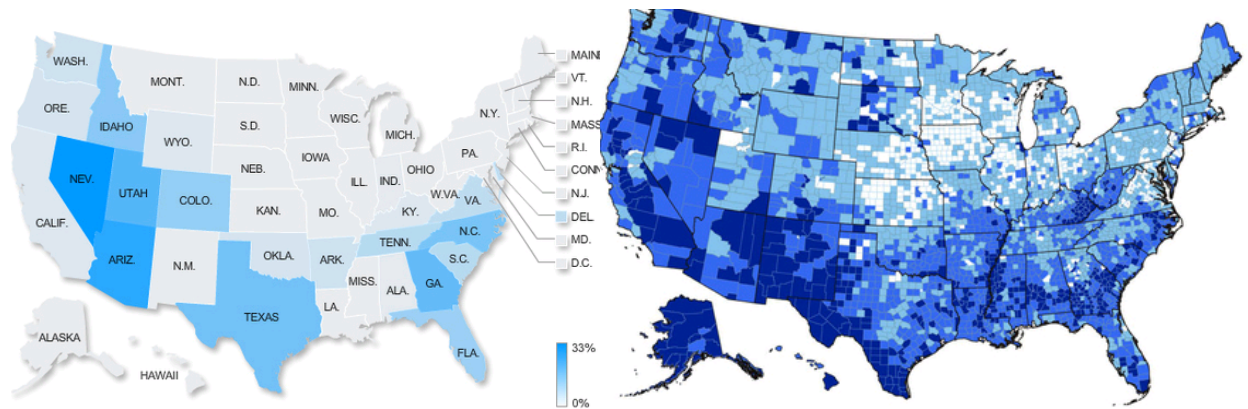 WASH.
MONT.
N.D.
MINN.
MAIN
VT.
N.H.
MASS
R.I.
CONN
N.J.
DEL
MD.
D.C.
ORE.
IDAHO
WYO.
S.D.
WISC.
MICH.
N.Y.
NEB.
IOWA
PA.
NEV.
UTAH
COLO.
KAN.
MO.
ILL.
IND.
OHIO
W.VA.
VA.
KY.
CALIF.
ARIZ.
N.M.
OKLA.
ARK.
TENN.
N.C.
S.C.
MISS.
ALA.
GA.
LA.
TEXAS
FLA.
ALASKA
HAWAII
33%
0%